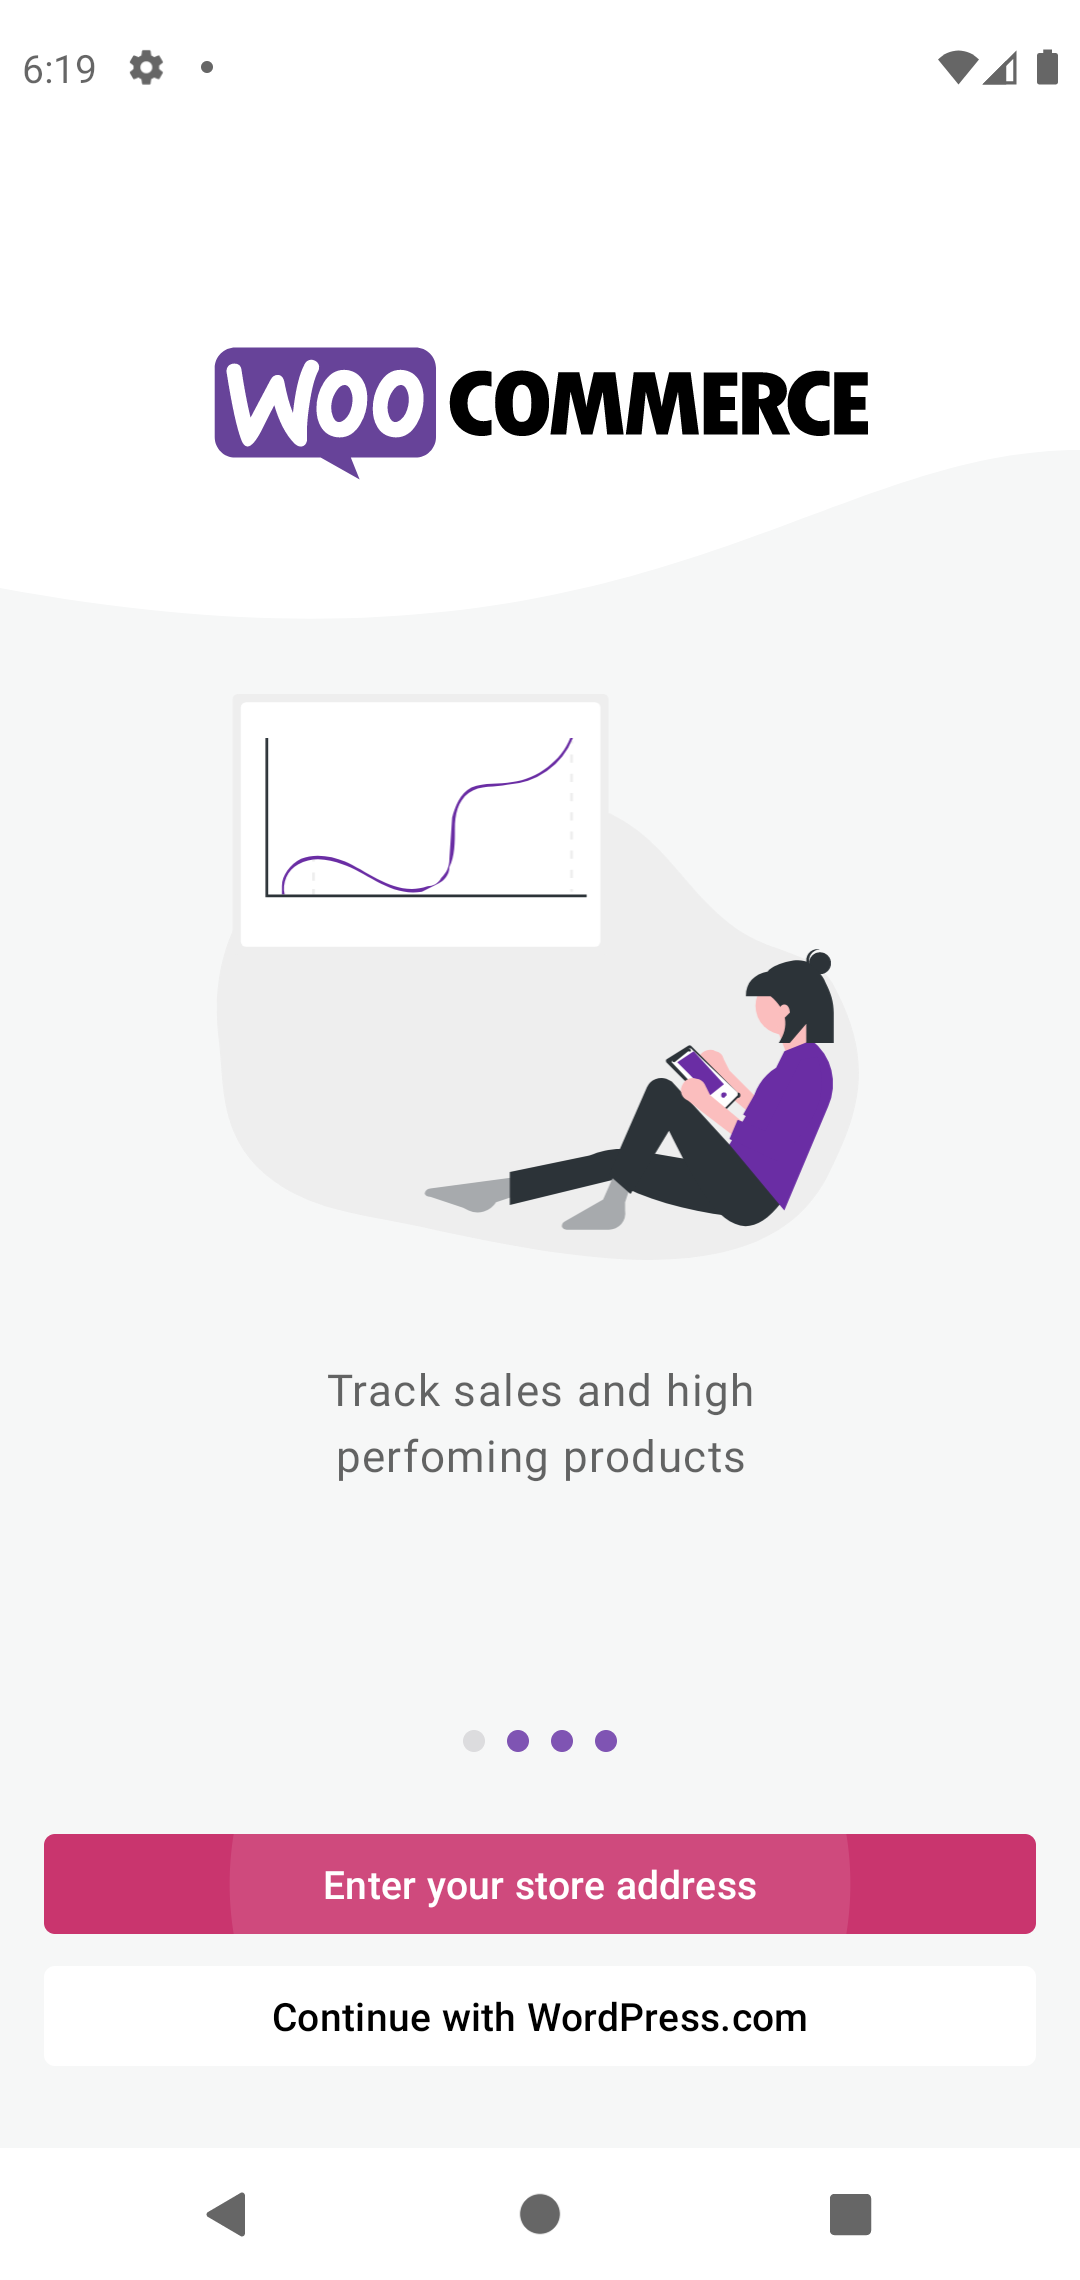 6:19
WOO COMMERCE
Track sales and high
perfoming products
Enter your store address
Continue with WordPress.com